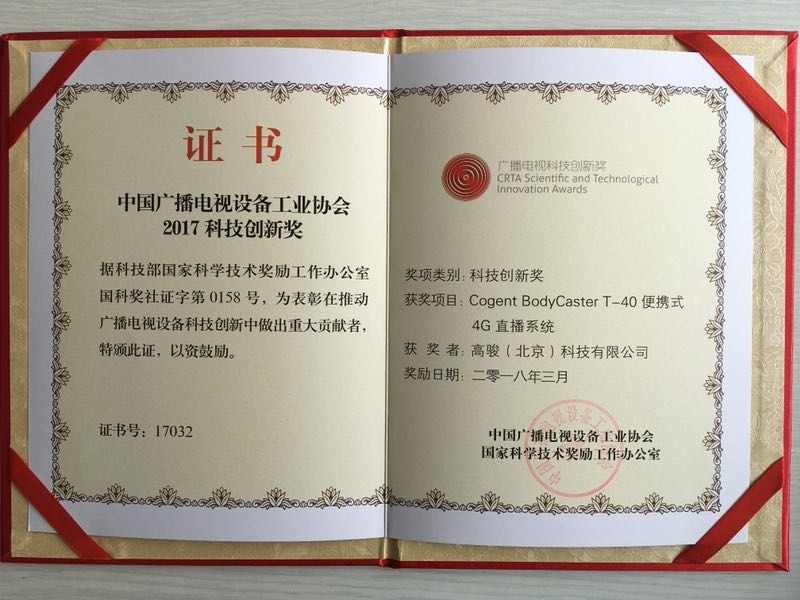 证书
中国广播电视设备工业协会
2017 科技创新奖
据科技部国家科学技术奖励工作办公室
国科奖社证字第 0158 号，为表彰在推动
广播电视设备科技创新中做出重大贡献者，
特颁此证，以资鼓励。
证书号：17032
广播电视科技创新奖
CRTA Scientific and Technological
Innovation Awards
奖项类别：科技创新奖
获奖项目：Cogent BodyCaster T-40 便携式
4G 直播系统
获 奖 者：高骏（北京）科技有限公司
奖励日期：二零一八年三月
中国广播电视设备工业协会
国家科学技术奖励工作办公室